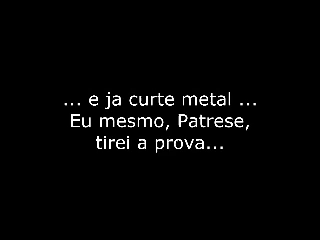 ... e ja curte metal ...
Eu mesmo, Patrese,
tirei a prova...